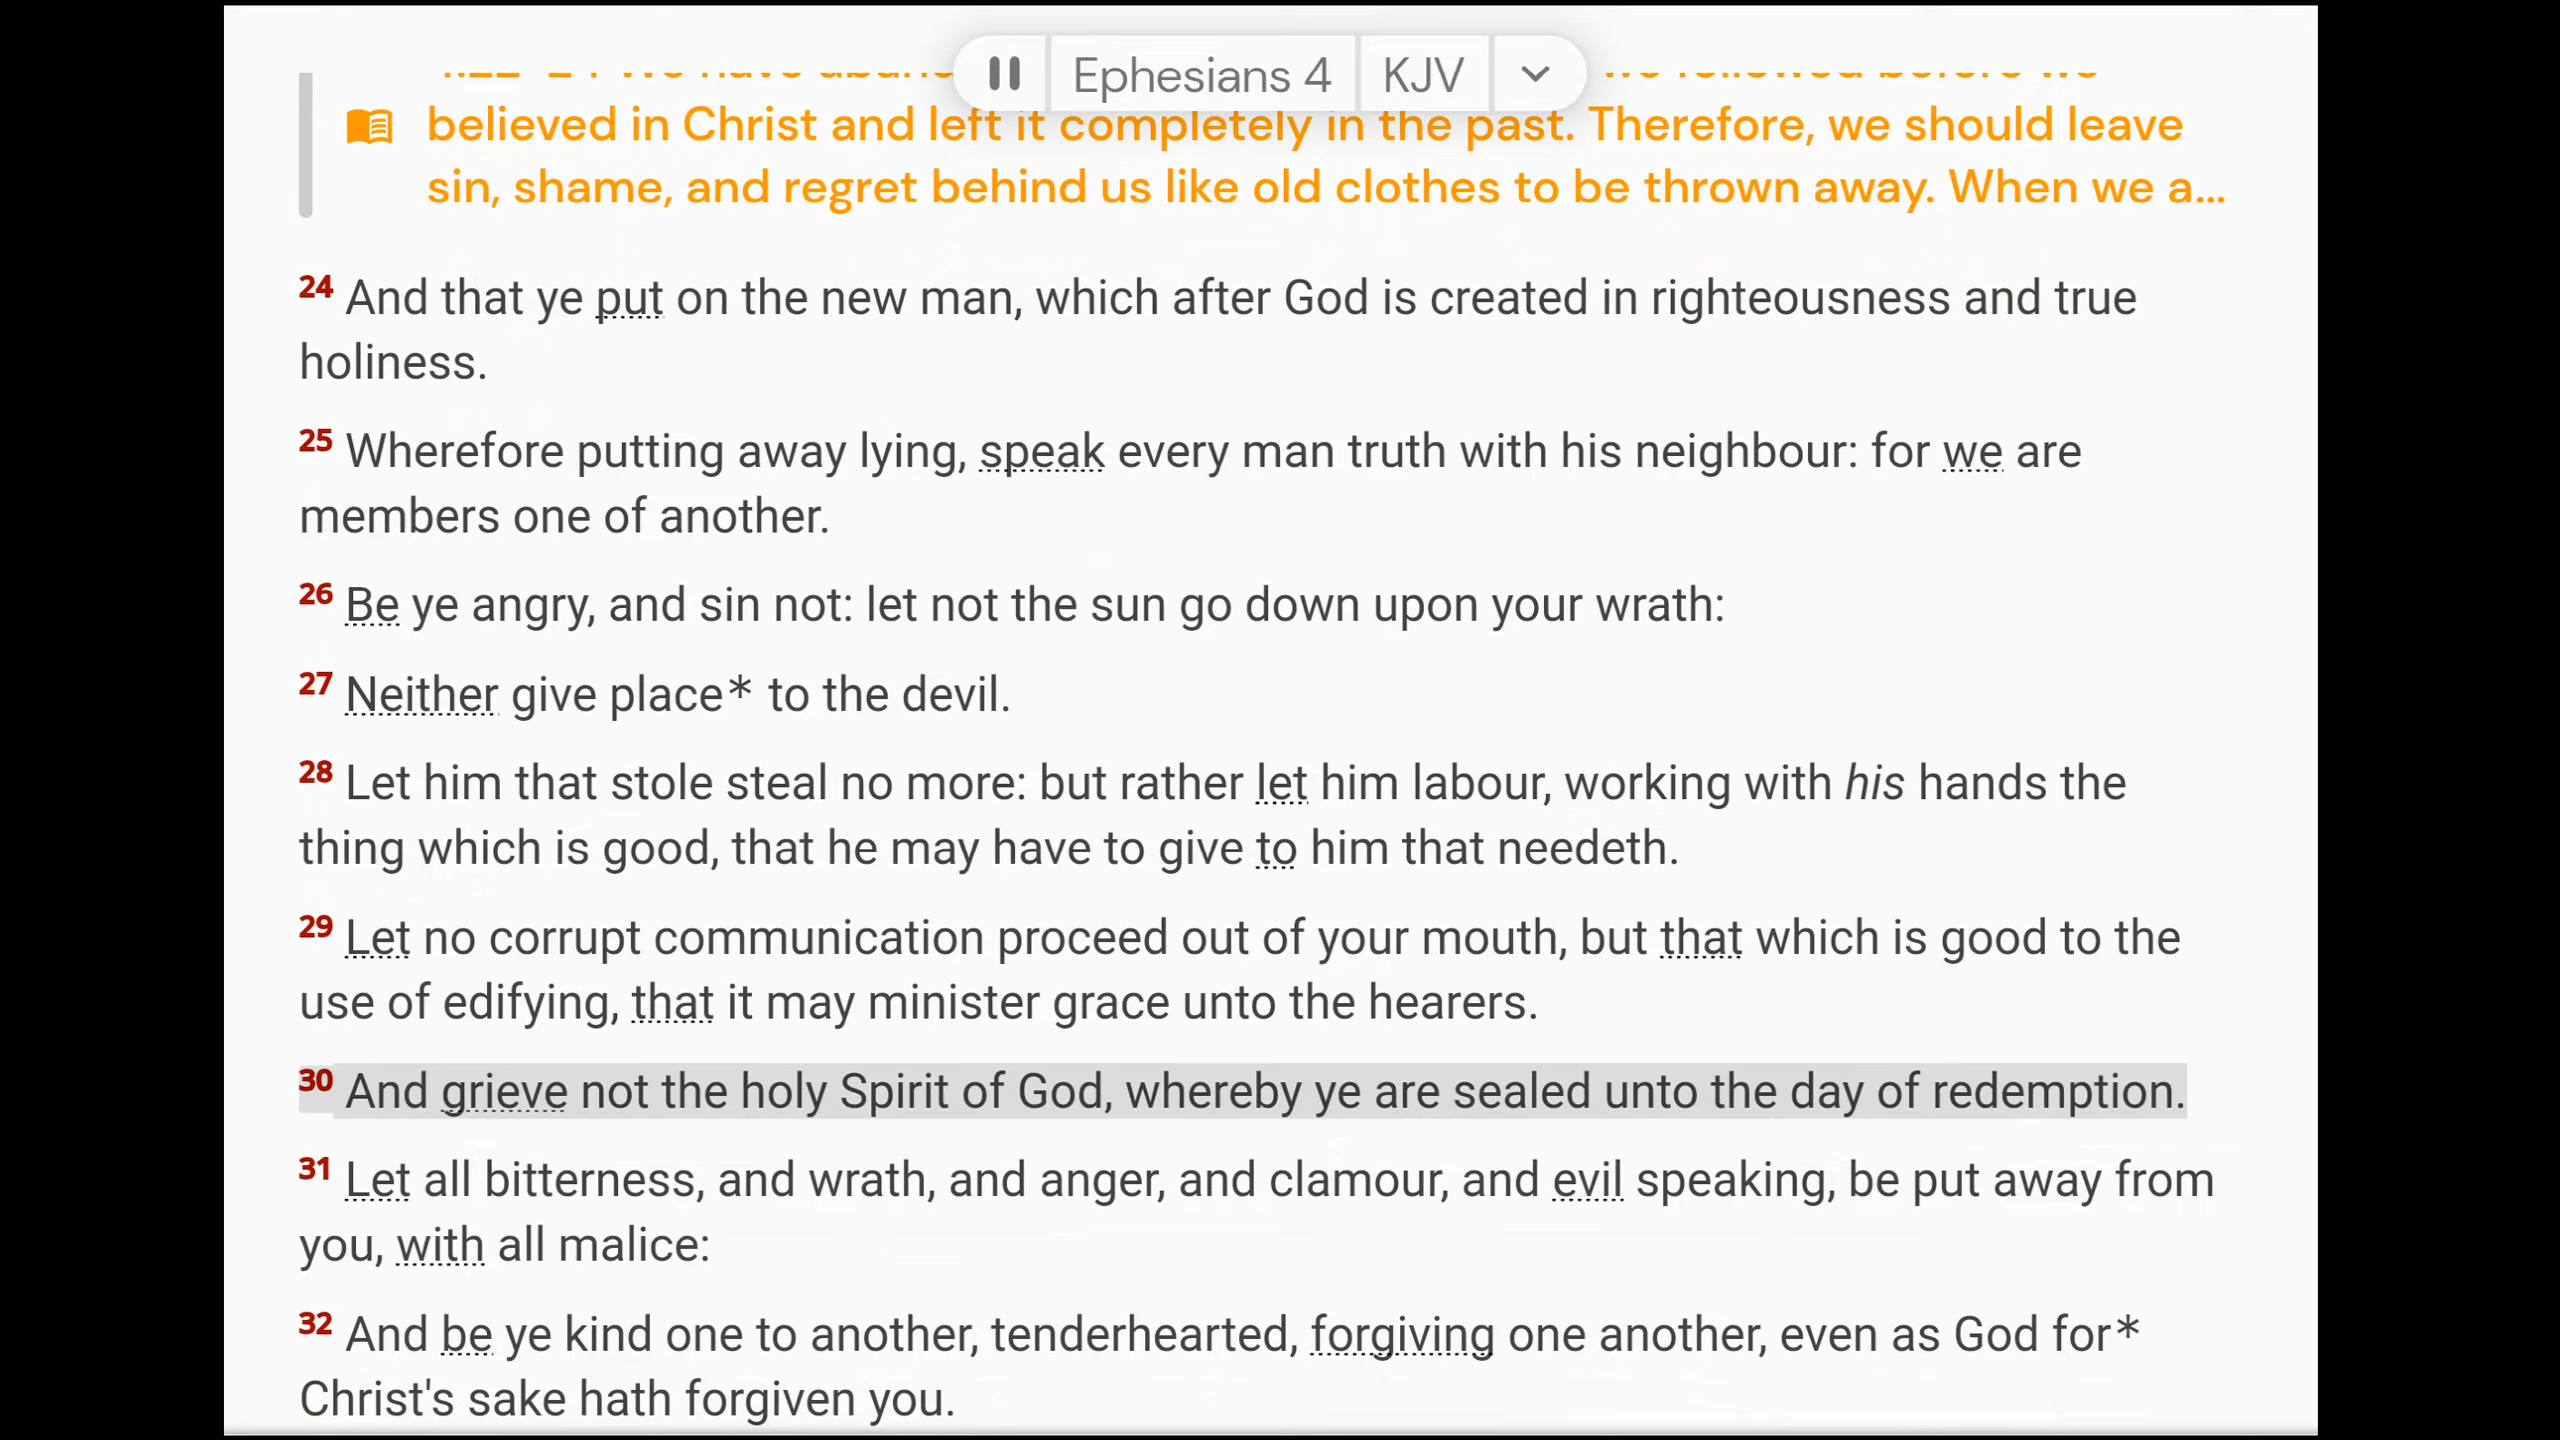 Ephesians 4 KJV
believed in Christ and left it completely in the past. Therefore, we should leave
sin, shame, and regret behind us like old clothes to be thrown away. When we a...
24 And that ye put on the new man, which after God is created in righteousness and true
holiness.
25 Wherefore putting away lying, speak every man truth with his neighbour: for we are
members one of another.
26 Be ye angry, and sin not: let not the sun go down upon your wrath:
27 Neither give place* to the devil.
28 Let him that stole steal no more: but rather let him labour, working with his hands the
thing which is good, that he may have to give to him that needeth.
29 Let no corrupt communication proceed out of your mouth, but that which is good to the
use of edifying, that it may minister grace unto the hearers.
30 And grieve not the holy Spirit of God, whereby ye are sealed unto the day of redemption.
31 Let all bitterness, and wrath, and anger, and clamour, and evil speaking, be put away from
you, with all malice:
32 And be ye kind one to another, tenderhearted, forgiving one another, even as God for*
Christ's sake hath forgiven you.